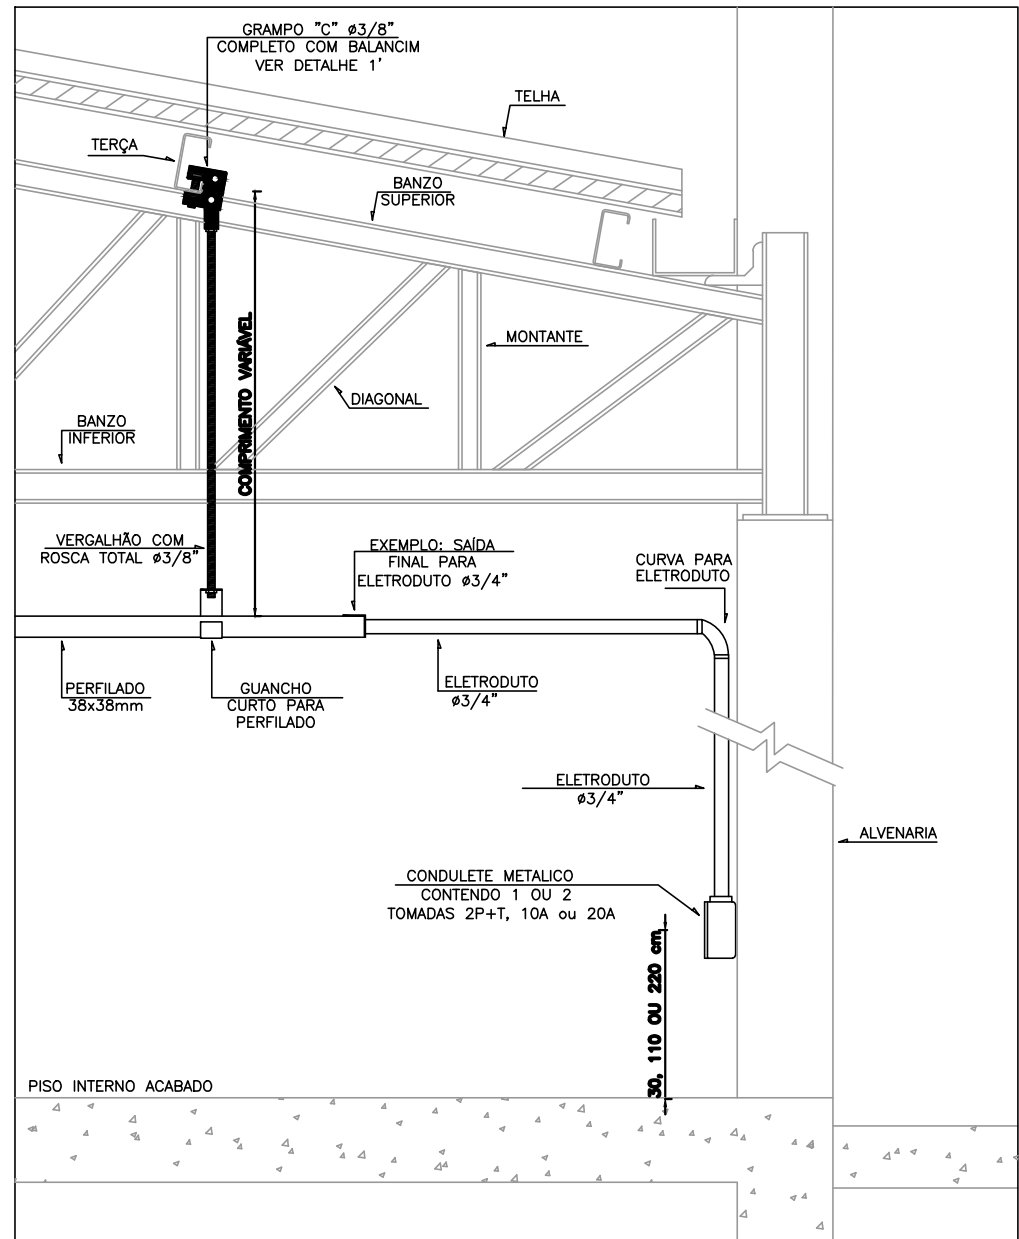 GRAMPO "C" ø3/8"
COMPLETO COM BALANCIM
VER DETALHE 1'
TELHA
TERÇA
BANZO
SUPERIOR
MONTANTE
COMPRIMENTO VARIÁVEL
DIAGONAL
BANZO
INFERIOR
VERGALHÃO COM
ROSCA TOTAL ø3/8"
EXEMPLO: SAÍDA
FINAL PARA
ELETRODUTO ø3/4"
CURVA PARA
ELETRODUTO
PERFILADO
38x38mm
GUANCHO
CURTO PARA
PERFILADO
ELETRODUTO
ø3/4"
ELETRODUTO
ø3/4"
ALVENARIA
CONDULETE METALICO
CONTENDO 1 OU 2
TOMADAS 2P+T, 10A ou 20A
30, 110 OU 220 cm
PISO INTERNO ACABADO